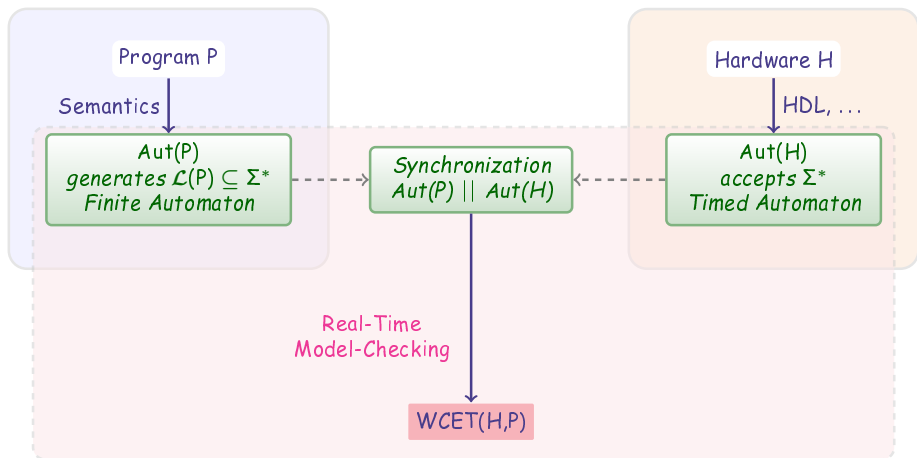 Program P
Semantics
Aut(P)
generates 𝓛(P) ⊆ Σ*
Finite Automaton
Synchronization
Aut(P) || Aut(H)
Hardware H
HDL, ...
Aut(H)
accepts Σ*
Timed Automaton
Real-Time
Model-Checking
WCET(H,P)